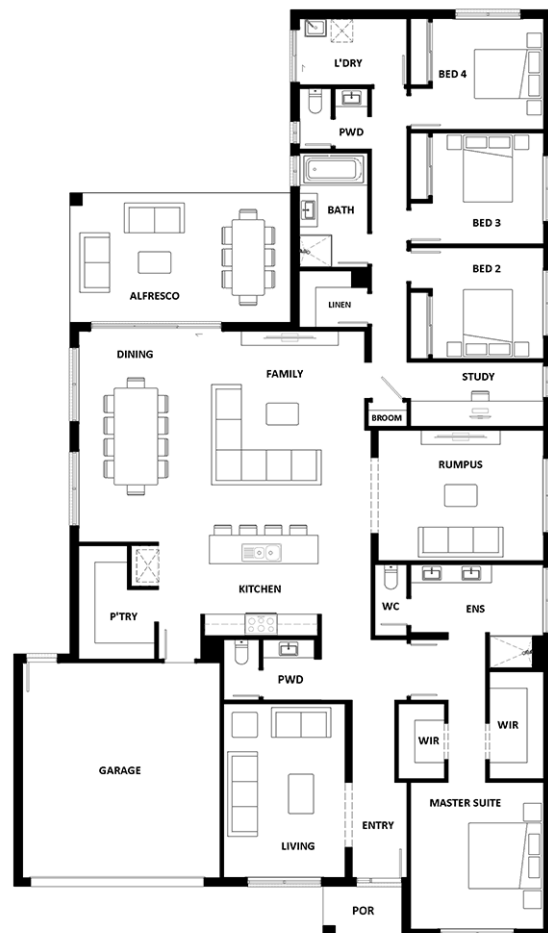 L'DRY
BED 4
PWD
BATH
BED 3
BED 2
ALFRESCO
LINEN
DINING
FAMILY
STUDY
BROOM
RUMPUS
KITCHEN
WC
ENS
P'TRY
PWD
WIR
WIR
GARAGE
MASTER SUITE
ENTRY
LIVING
POR